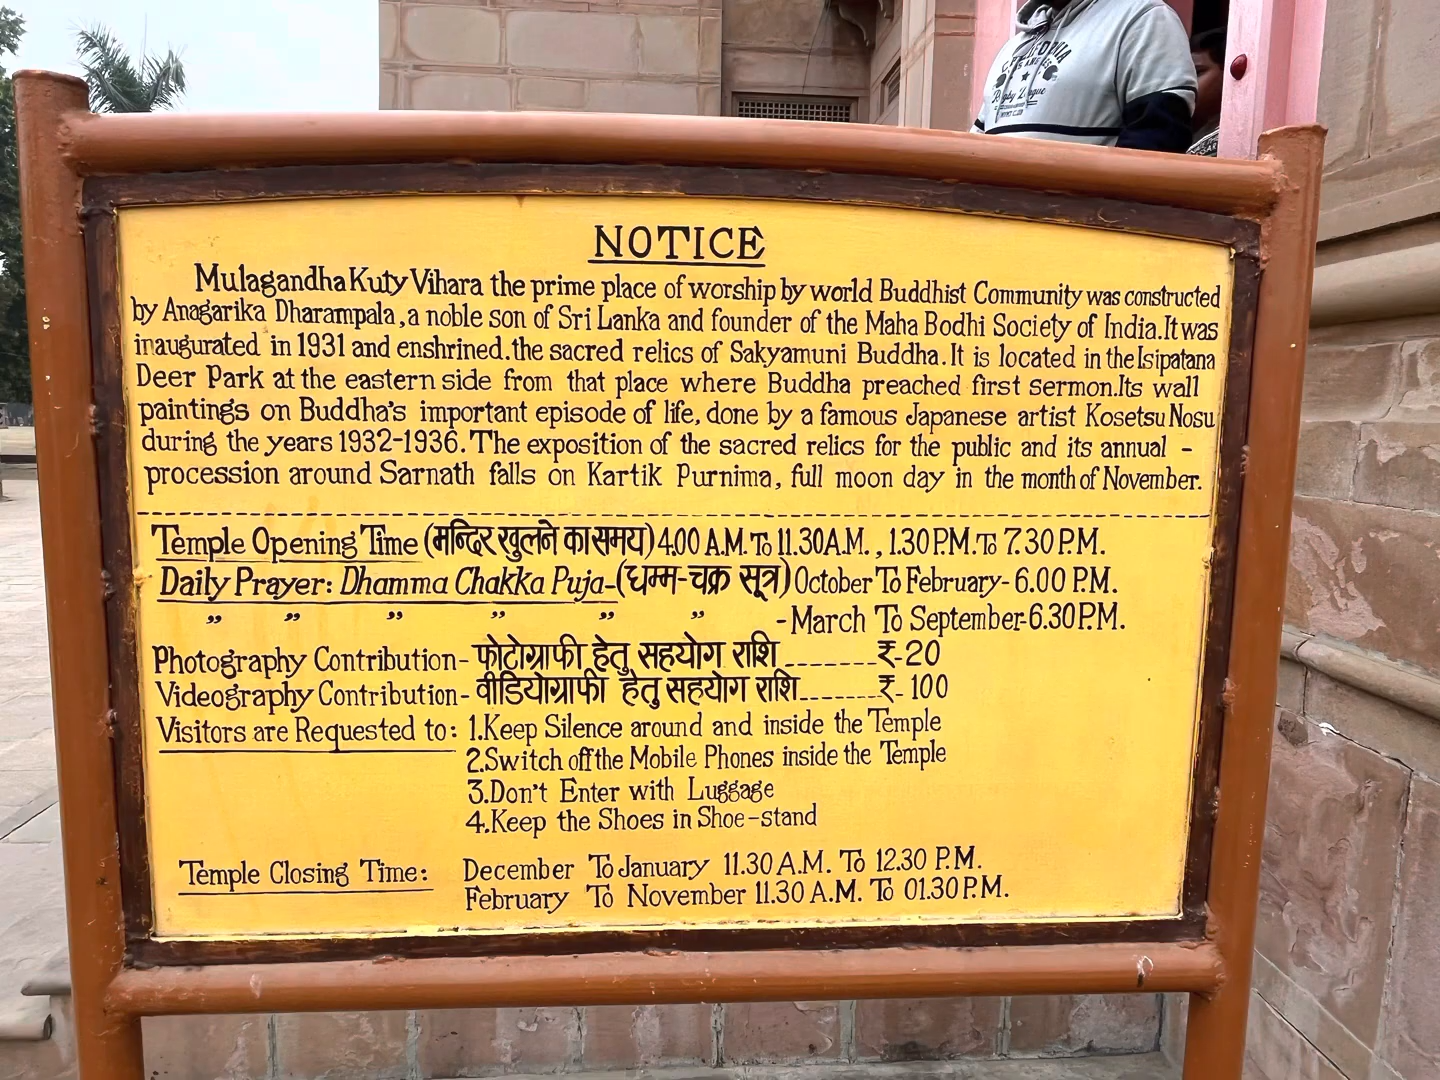 CALIFORNIA
LOS ANGELES
Rugby League
NOTICE
Mulagandha Kuty Vihara the prime place of worship by world Buddhist Community was constructed
by Anagarika Dharampala, a noble son of Sri Lanka and founder of the Maha Bodhi Society of India. It was
inaugurated in 1931 and enshrined. the sacred relics of Sakyamuni Buddha. It is located in the Isipatana
Deer Park at the eastern side from that place where Buddha preached first sermon. Its wall
paintings on Buddha's important episode of life, done by a famous Japanese artist Kosetsu Nosu
during the years 1932-1936. The exposition of the sacred relics for the public and its annual -
procession around Sarnath falls on Kartik Purnima, full moon day in the month of November.
Temple Opening Time (मन्दिर खुलने का समय) 4.00 A.M. To 11.30 A.M., 1.30 P.M. To 7.30 P.M.
Daily Prayer: Dhamma Chakka Puja-(धम्म-चक्र सूत्र) October To February- 6.00 P.M.
" " " " " " - March To September-6.30 P.M.
Photography Contribution- फोटोग्राफी हेतु सहयोग राशि -------₹-20
Videography Contribution- वीडियोग्राफी हेतु सहयोग राशि-------₹- 100
Visitors are Requested to: 1.Keep Silence around and inside the Temple
2.Switch off the Mobile Phones inside the Temple
3.Don't Enter with Luggage
4.Keep the Shoes in Shoe-stand
Temple Closing Time: December To January 11.30 A.M. To 12.30 P.M.
February To November 11.30 A.M. To 01.30 P.M.